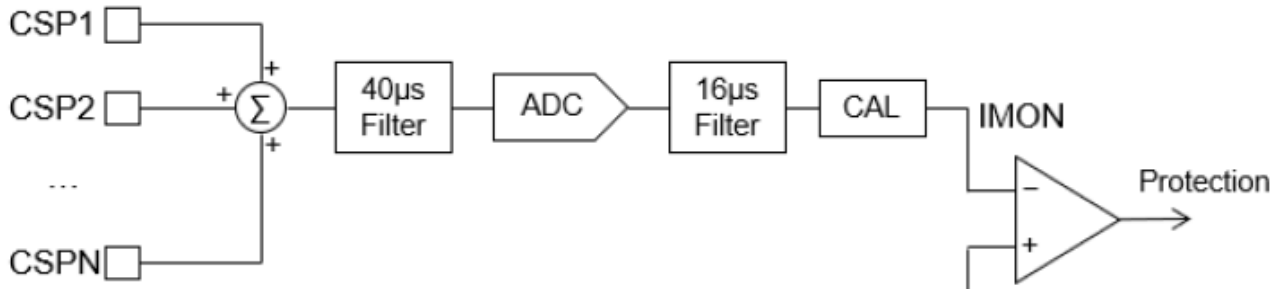 CSP1
+
CSP2
+
Σ
+
...
CSPN
40µs
Filter
ADC
16µs
Filter
CAL
IMON
−
+
Protection